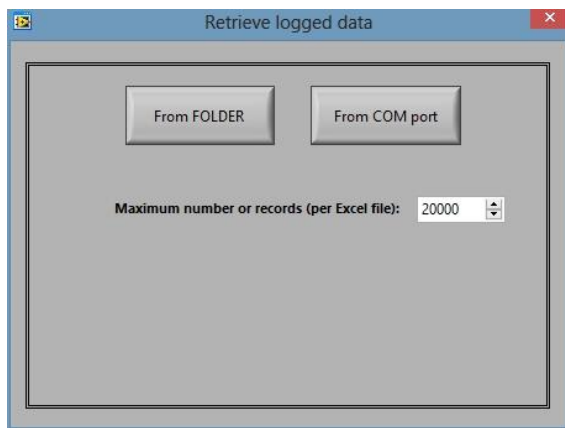 Retrieve logged data
From FOLDER
From COM port
Maximum number or records (per Excel file): 20000